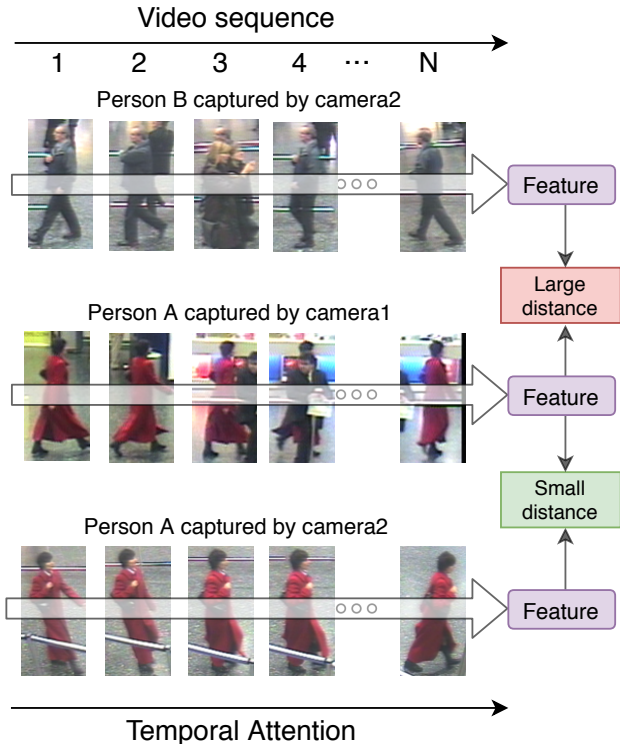 Video sequence
1 2 3 4 ... N
Person B captured by camera2
Feature
Large
distance
Person A captured by camera1
Feature
Small
distance
Person A captured by camera2
Feature
Temporal Attention